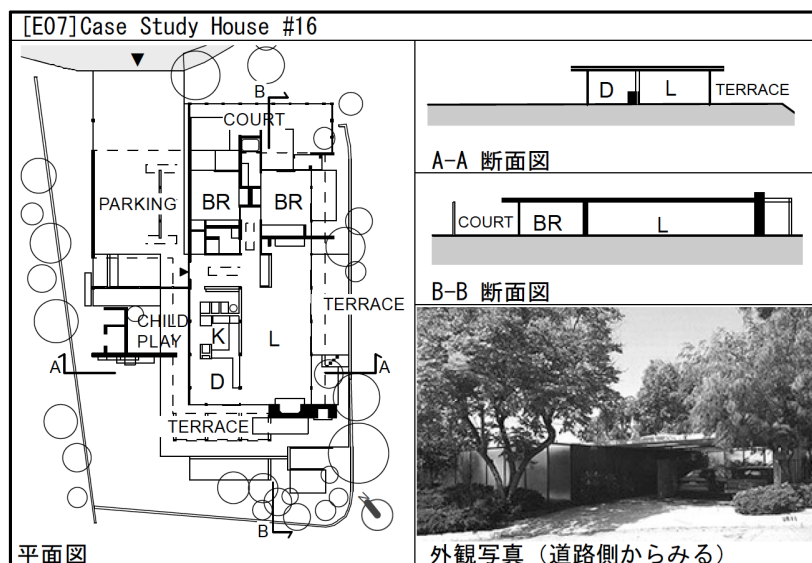 [E07]Case Study House #16
B
COURT
BR
BR
PARKING
TERRACE
CHILD
PLAY
K
L
A
A
D
TERRACE
B
平面図
D
L
TERRACE
A-A 断面図
COURT
BR
L
B-B 断面図
外観写真（道路側からみる）